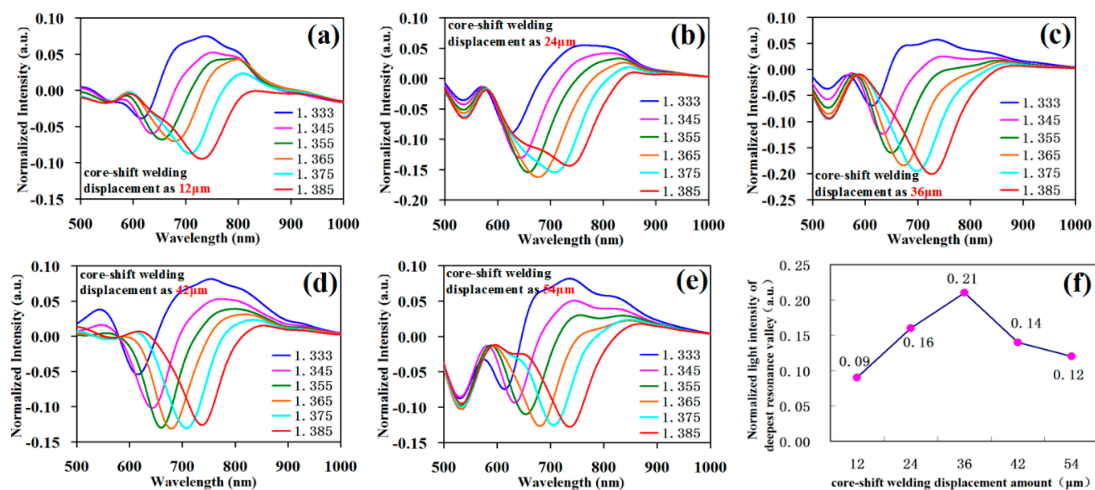 0.10
0.05
0.00
-0.05
-0.10
-0.15
Normalized Intensity (a.u.)
(a)
1. 333
1. 345
1. 355
1. 365
1. 375
1. 385
core-shift welding
displacement as 12μm
500 600 700 800 900 1000
Wavelength (nm)
0.10
0.05
0.00
-0.05
-0.10
-0.15
-0.20
Normalized Intensity (a.u.)
core-shift welding
displacement as 24μm
(b)
1. 333
1. 345
1. 355
1. 365
1. 375
1. 385
500 600 700 800 900 1000
Wavelength (nm)
0.10
0.05
0.00
-0.05
-0.10
-0.15
-0.20
-0.25
Normalized Intensity (a.u.)
(c)
1. 333
1. 345
1. 355
1. 365
1. 375
1. 385
core-shift welding
displacement as 36μm
500 600 700 800 900 1000
Wavelength (nm)
0.10
0.05
0.00
-0.05
-0.10
-0.15
Normalized Intensity (a.u.)
core-shift welding
displacement as 42μm
(d)
1. 333
1. 345
1. 355
1. 365
1. 375
1. 385
500 600 700 800 900 1000
Wavelength (nm)
0.10
0.05
0.00
-0.05
-0.10
-0.15
Normalized Intensity (a.u.)
core-shift welding
displacement as 54μm
(e)
1. 333
1. 345
1. 355
1. 365
1. 375
1. 385
500 600 700 800 900 1000
Wavelength (nm)
0.25
0.20
0.15
0.10
0.05
0.00
Normalized light intensity of
deepest resonance valley (a.u.)
(f)
0.09
0.16
0.21
0.14
0.12
12 24 36 42 54
core-shift welding displacement amount (μm)